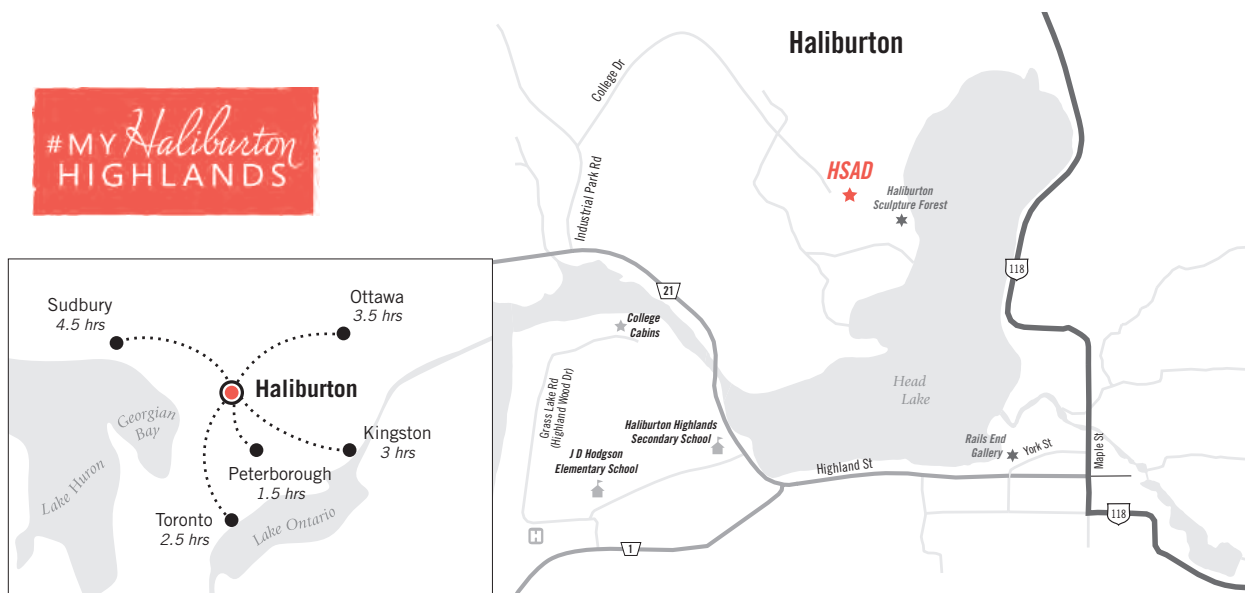 #MY Haliburton
HIGHLANDS
Sudbury
4.5 hrs
Ottawa
3.5 hrs
Haliburton
Georgian
Bay
Kingston
3 hrs
Peterborough
1.5 hrs
Lake Huron
Toronto
2.5 hrs
Lake Ontario
Haliburton
College Dr
Industrial Park Rd
HSAD
Haliburton
Sculpture Forest
118
21
College
Cabins
Grass Lake Rd
(Highland Wood Dr)
Head
Lake
Haliburton Highlands
Secondary School
J D Hodgson
Elementary School
Rails End
Gallery
York St
Maple St
Highland St
H
1
118